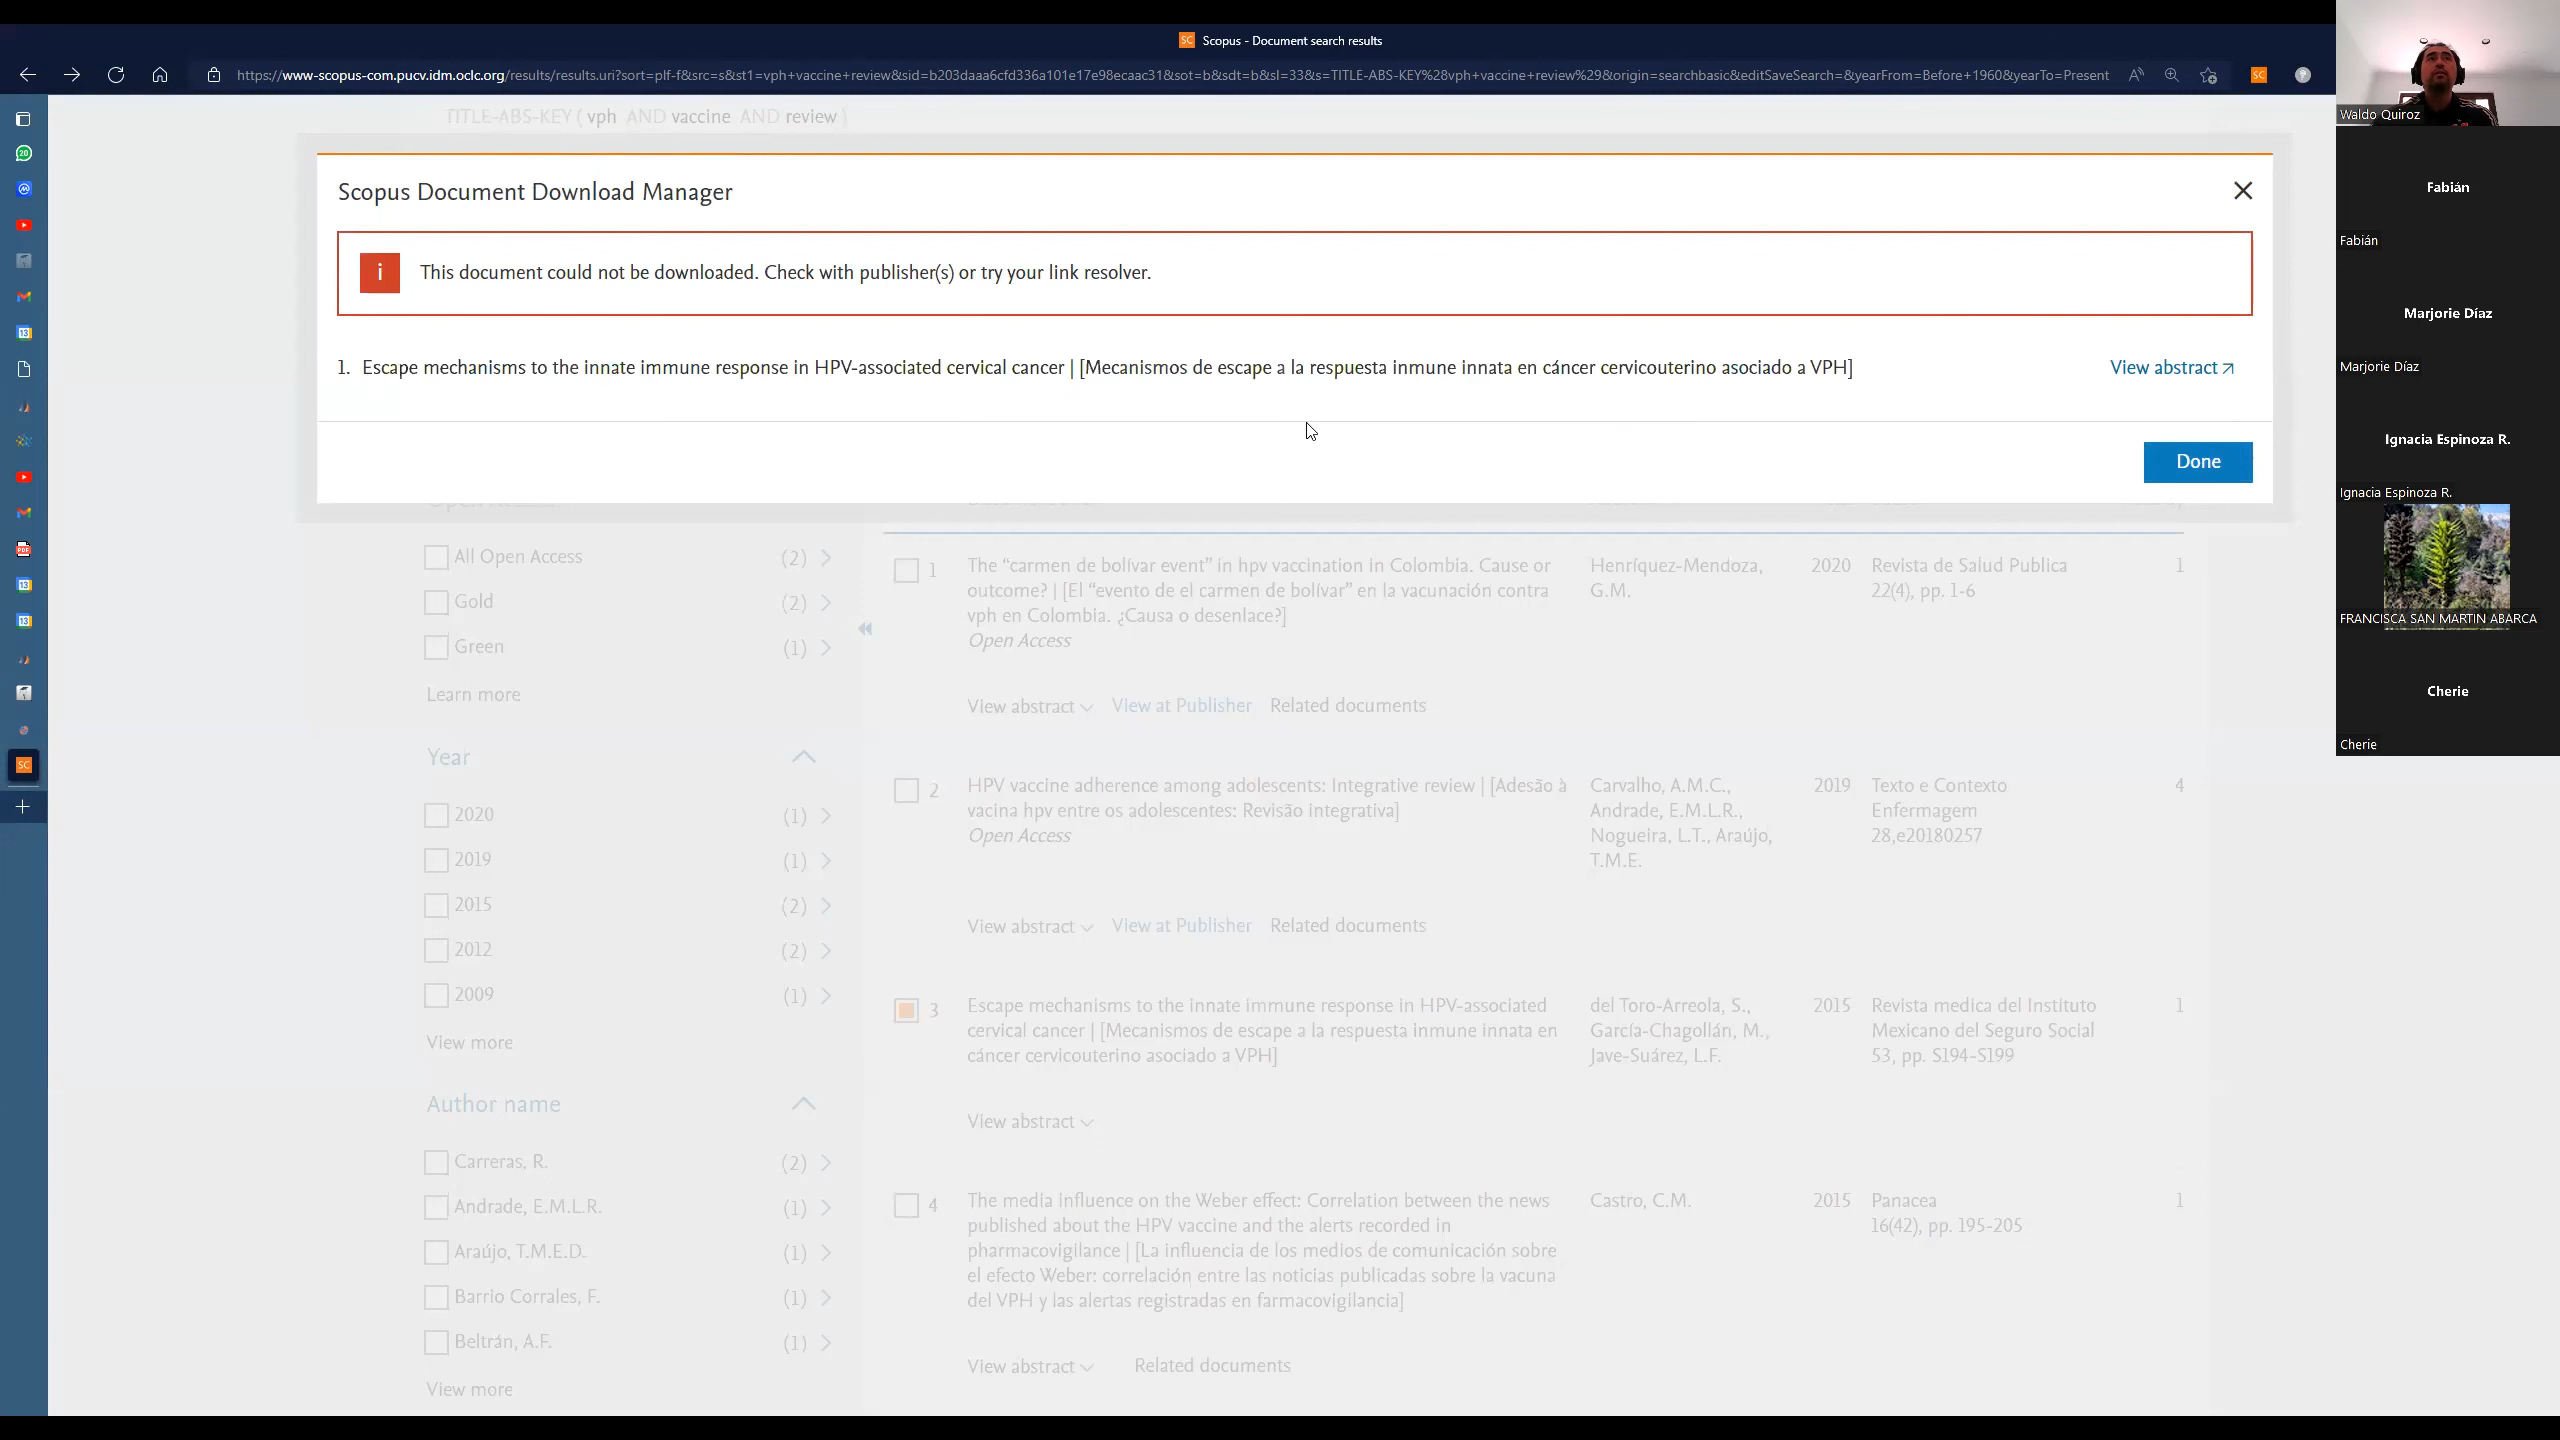 Scopus - Document search results
https://www-scopus-com.pucv.idm.oclc.org/results/results.uri?sort=plf-f&src=s&st1=vph+vaccine+review&sid=b203daaa6cfd336a101e17e98ecaac31&sot=b&sdt=b&sl=33&s=TITLE-ABS-KEY%28vph+vaccine+review%29&origin=searchbasic&editSaveSearch=&yearFrom=Before+1960&yearTo=Present
TITLE-ABS-KEY ( vph AND vaccine AND review )
Scopus Document Download Manager
This document could not be downloaded. Check with publisher(s) or try your link resolver.
1. Escape mechanisms to the innate immune response in HPV-associated cervical cancer | [Mecanismos de escape a la respuesta inmune innata en cáncer cervicouterino asociado a VPH]
View abstract
Done
All Open Access (2)
Gold (2)
Green (1)
Learn more
Year
2020 (1)
2019 (1)
2015 (2)
2012 (2)
2009 (1)
View more
Author name
Carreras, R. (2)
Andrade, E.M.L.R. (1)
Araújo, T.M.E.D. (1)
Barrio Corrales, F. (1)
Beltrán, A.F. (1)
View more
1 The “carmen de bolívar event” in hpv vaccination in Colombia. Cause or
outcome? | [El “evento de el carmen de bolívar” en la vacunación contra
vph en Colombia. ¿Causa o desenlace?]
Open Access
Henríquez-Mendoza,
G.M.
2020
Revista de Salud Publica
22(4), pp. 1-6
1
View abstract View at Publisher Related documents
2 HPV vaccine adherence among adolescents: Integrative review | [Adesão à
vacina hpv entre os adolescentes: Revisão integrativa]
Open Access
Carvalho, A.M.C.,
Andrade, E.M.L.R.,
Nogueira, L.T., Araújo,
T.M.E.
2019
Texto e Contexto
Enfermagem
28,e20180257
4
View abstract View at Publisher Related documents
3 Escape mechanisms to the innate immune response in HPV-associated
cervical cancer | [Mecanismos de escape a la respuesta inmune innata en
cáncer cervicouterino asociado a VPH]
del Toro-Arreola, S.,
García-Chagollán, M.,
Jave-Suárez, L.F.
2015
Revista medica del Instituto
Mexicano del Seguro Social
53, pp. S194-S199
1
View abstract
4 The media influence on the Weber effect: Correlation between the news
published about the HPV vaccine and the alerts recorded in
pharmacovigilance | [La influencia de los medios de comunicación sobre
el efecto Weber: correlación entre las noticias publicadas sobre la vacuna
del VPH y las alertas registradas en farmacovigilancia]
Castro, C.M.
2015
Panacea
16(42), pp. 195-205
1
View abstract Related documents
Waldo Quiroz
Fabián
Fabián
Marjorie Díaz
Marjorie Díaz
Ignacia Espinoza R.
Ignacia Espinoza R.
FRANCISCA SAN MARTIN ABARCA
Cherie
Cherie